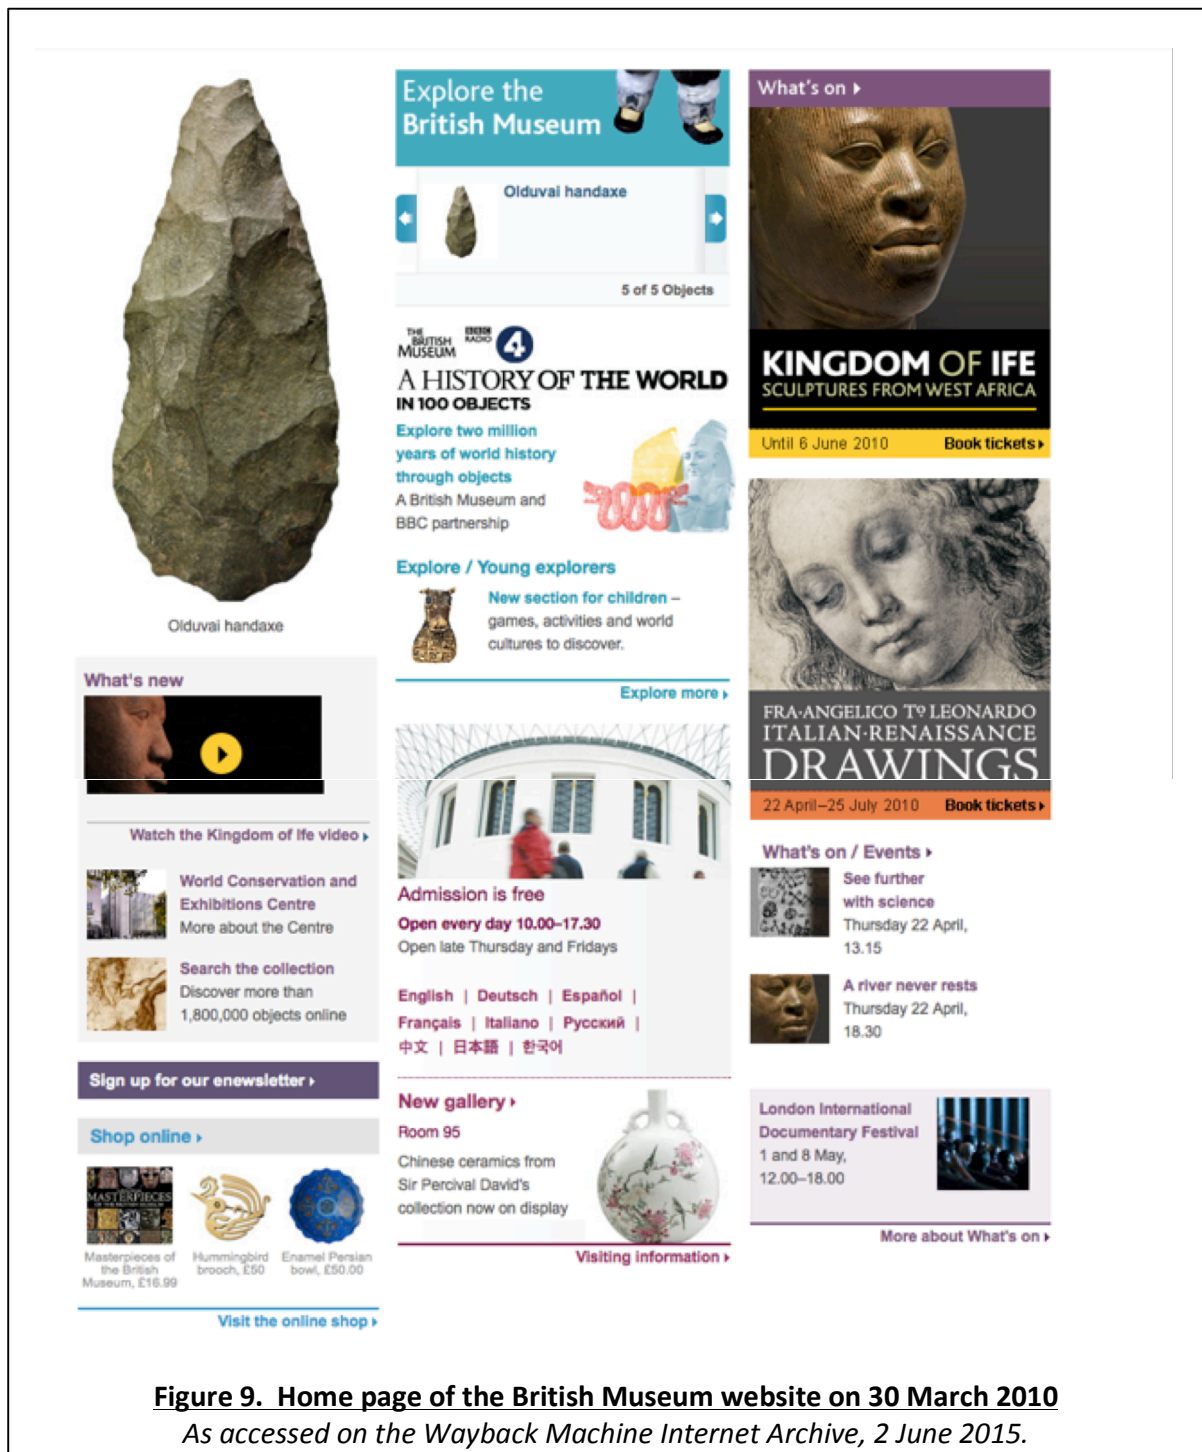 Olduvai handaxe
What's new
Watch the Kingdom of Ife video
World Conservation and
Exhibitions Centre
More about the Centre
Search the collection
Discover more than
1,800,000 objects online
Sign up for our enewsletter
Shop online
MASTERPIECES
OF THE BRITISH MUSEUM
Masterpieces of
the British
Museum, £16.99
Hummingbird
brooch, £50
Enamel Persian
bowl, £50.00
Visit the online shop
Explore the
British Museum
Olduvai handaxe
5 of 5 Objects
THE
BRITISH
MUSEUM
BBC
RADIO
4
A HISTORY OF THE WORLD
IN 100 OBJECTS
Explore two million
years of world history
through objects
A British Museum and
BBC partnership
Explore / Young explorers
New section for children –
games, activities and world
cultures to discover.
Explore more
Admission is free
Open every day 10.00–17.30
Open late Thursday and Fridays
English | Deutsch | Español |
Français | Italiano | Русский |
中文 | 日本語 | 한국어
New gallery
Room 95
Chinese ceramics from
Sir Percival David's
collection now on display
Visiting information
What's on
KINGDOM OF IFE
SCULPTURES FROM WEST AFRICA
Until 6 June 2010 Book tickets
FRA·ANGELICO TO LEONARDO
ITALIAN·RENAISSANCE
DRAWINGS
22 April–25 July 2010 Book tickets
What's on / Events
See further
with science
Thursday 22 April,
13.15
A river never rests
Thursday 22 April,
18.30
London International
Documentary Festival
1 and 8 May,
12.00–18.00
More about What's on
Figure 9. Home page of the British Museum website on 30 March 2010
As accessed on the Wayback Machine Internet Archive, 2 June 2015.